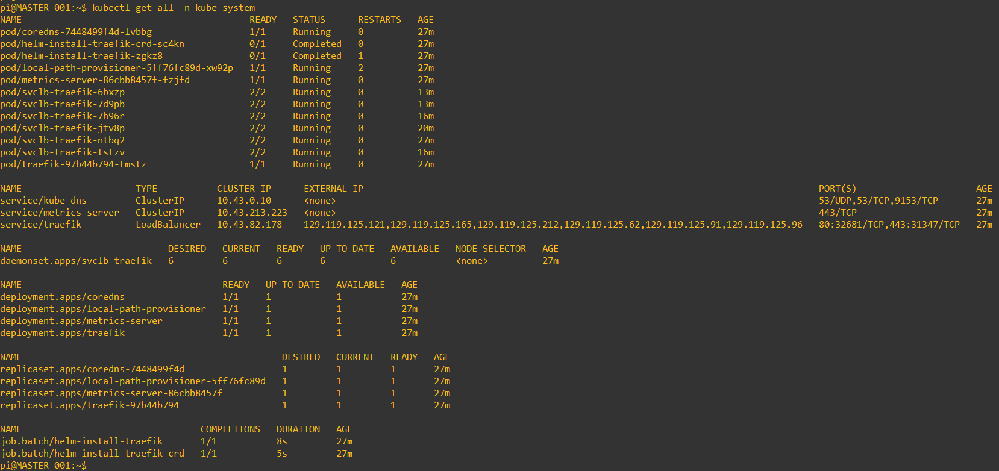 pi@MASTER-001:~$ kubectl get all -n kube-system
NAME                                          READY   STATUS      RESTARTS   AGE
pod/coredns-7448499f4d-lvbbg                  1/1     Running     0          27m
pod/helm-install-traefik-crd-sc4kn            0/1     Completed   0          27m
pod/helm-install-traefik-zgkz8                0/1     Completed   1          27m
pod/local-path-provisioner-5ff76fc89d-xw92p   1/1     Running     2          27m
pod/metrics-server-86cbb8457f-fzjfd           1/1     Running     0          27m
pod/svclb-traefik-6bxzp                       2/2     Running     0          13m
pod/svclb-traefik-7d9pb                       2/2     Running     0          13m
pod/svclb-traefik-7h96r                       2/2     Running     0          16m
pod/svclb-traefik-jtv8p                       2/2     Running     0          20m
pod/svclb-traefik-ntbq2                       2/2     Running     0          27m
pod/svclb-traefik-tstzv                       2/2     Running     0          16m
pod/traefik-97b44b794-tmstz                   1/1     Running     0          27m

NAME                     TYPE           CLUSTER-IP      EXTERNAL-IP                                                                                    PORT(S)                      AGE
service/kube-dns         ClusterIP      10.43.0.10      <none>                                                                                         53/UDP,53/TCP,9153/TCP       27m
service/metrics-server   ClusterIP      10.43.213.223   <none>                                                                                         443/TCP                      27m
service/traefik          LoadBalancer   10.43.82.178    129.119.125.121,129.119.125.165,129.119.125.212,129.119.125.62,129.119.125.91,129.119.125.96   80:32681/TCP,443:31347/TCP   27m

NAME                           DESIRED   CURRENT   READY   UP-TO-DATE   AVAILABLE   NODE SELECTOR   AGE
daemonset.apps/svclb-traefik   6         6         6       6            6           <none>          27m

NAME                                     READY   UP-TO-DATE   AVAILABLE   AGE
deployment.apps/coredns                  1/1     1            1           27m
deployment.apps/local-path-provisioner   1/1     1            1           27m
deployment.apps/metrics-server           1/1     1            1           27m
deployment.apps/traefik                  1/1     1            1           27m

NAME                                                DESIRED   CURRENT   READY   AGE
replicaset.apps/coredns-7448499f4d                  1         1         1       27m
replicaset.apps/local-path-provisioner-5ff76fc89d   1         1         1       27m
replicaset.apps/metrics-server-86cbb8457f           1         1         1       27m
replicaset.apps/traefik-97b44b794                   1         1         1       27m

NAME                                 COMPLETIONS   DURATION   AGE
job.batch/helm-install-traefik       1/1           8s         27m
job.batch/helm-install-traefik-crd   1/1           5s         27m
pi@MASTER-001:~$